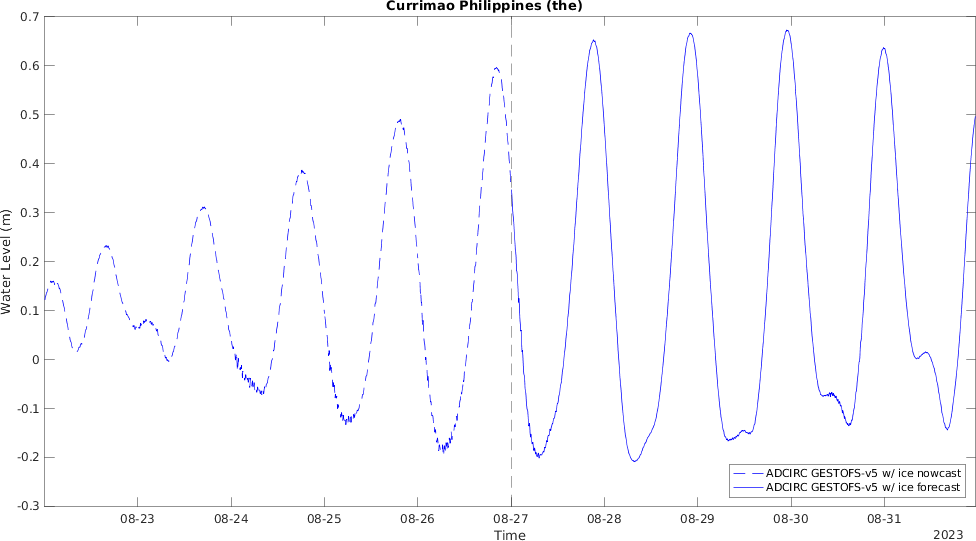 Currimao Philippines (the)
0.7
0.6
0.5
0.4
0.3
0.2
0.1
0
-0.1
-0.2
-0.3
Water Level (m)
ADCIRC GESTOFS-v5 w/ ice nowcast
ADCIRC GESTOFS-v5 w/ ice forecast
08-23 08-24 08-25 08-26 08-27 08-28 08-29 08-30 08-31
Time
2023